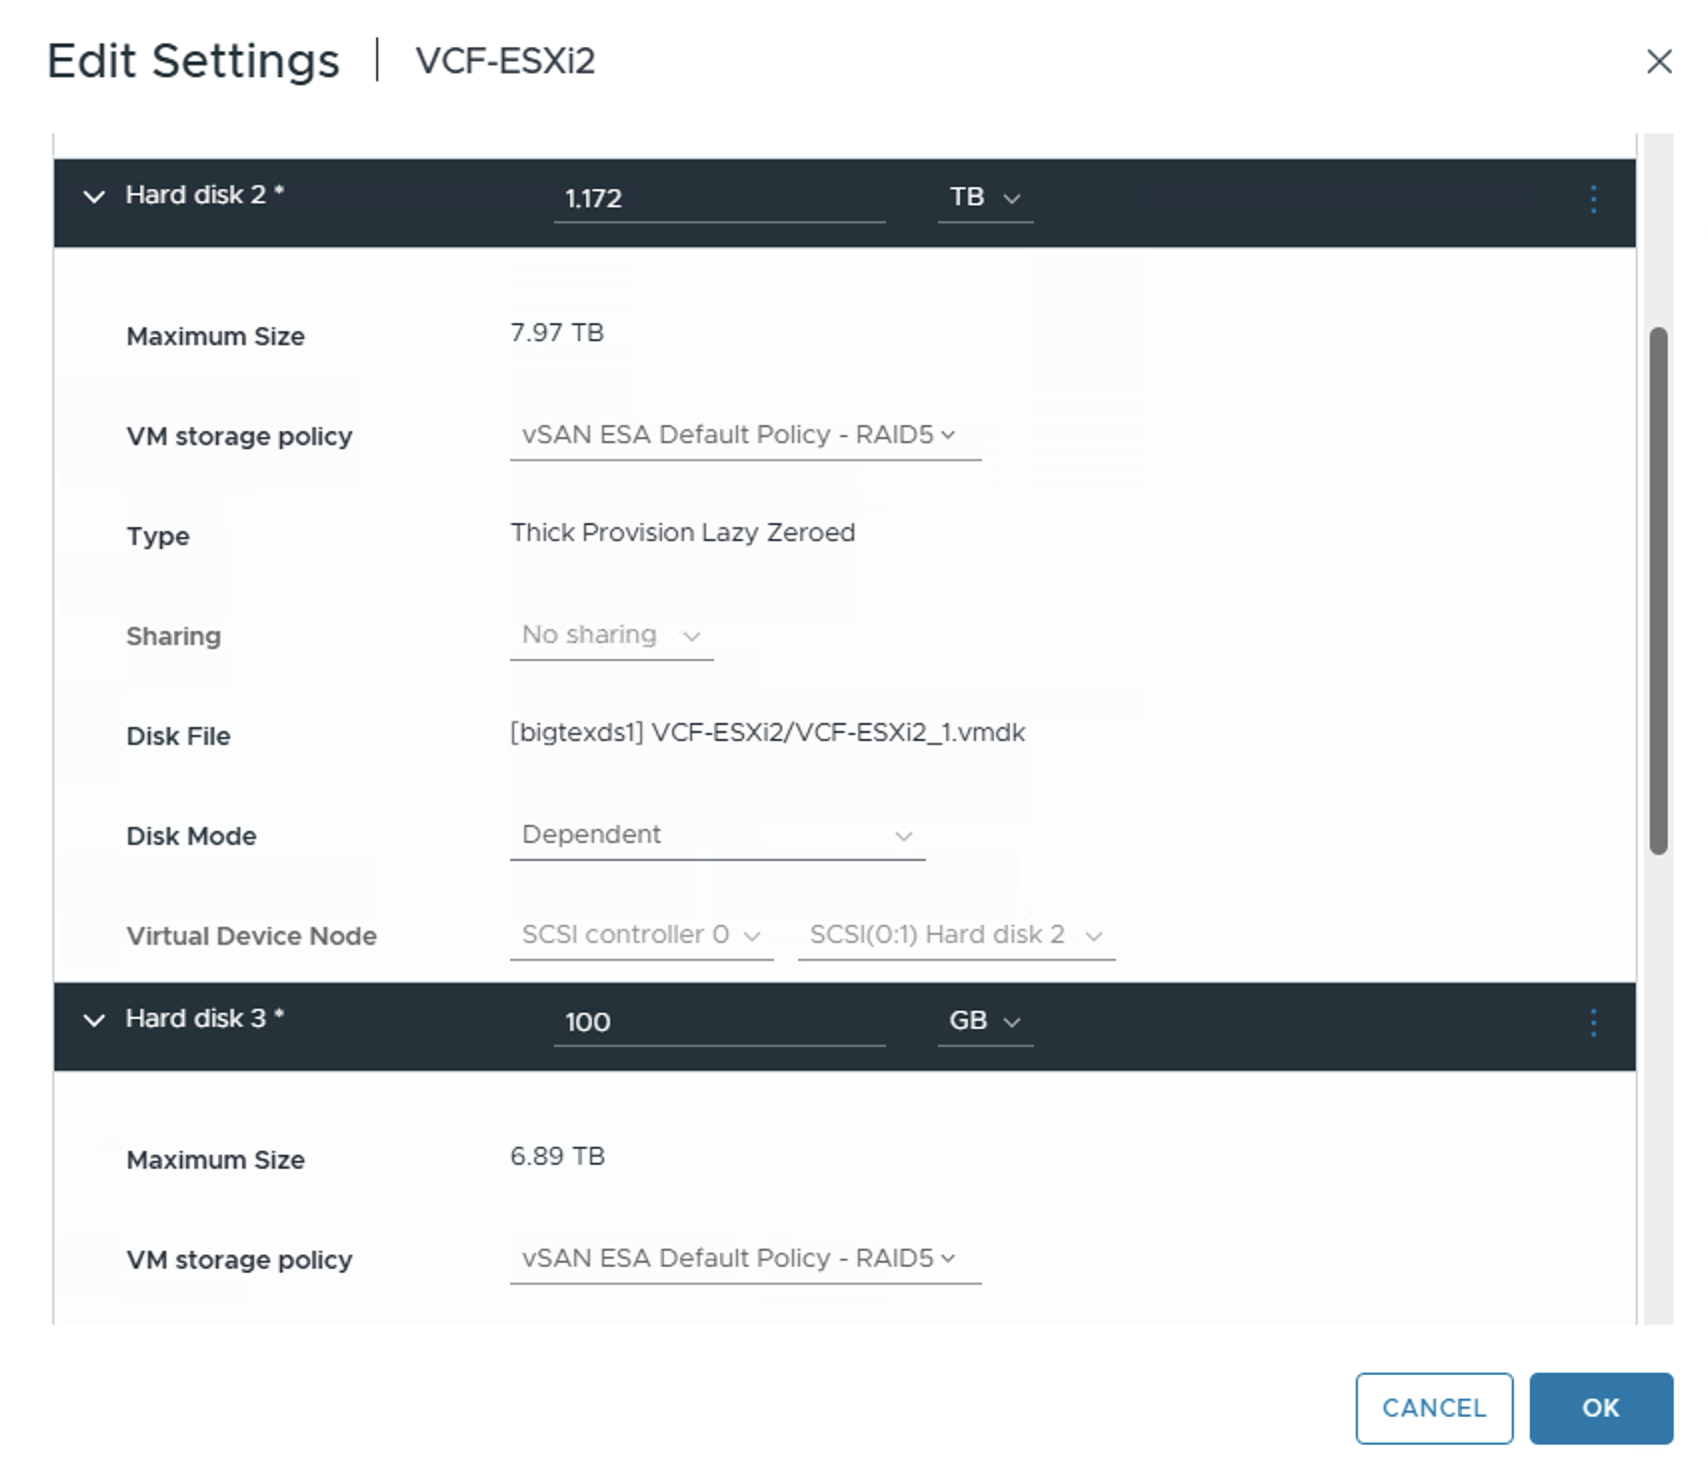 Edit Settings | VCF-ESXi2
Hard disk 2 * 1.172 TB
Maximum Size 7.97 TB
VM storage policy vSAN ESA Default Policy - RAID5
Type Thick Provision Lazy Zeroed
Sharing No sharing
Disk File [bigtexds1] VCF-ESXi2/VCF-ESXi2_1.vmdk
Disk Mode Dependent
Virtual Device Node SCSI controller 0 SCSI(0:1) Hard disk 2
Hard disk 3 * 100 GB
Maximum Size 6.89 TB
VM storage policy vSAN ESA Default Policy - RAID5
CANCEL OK